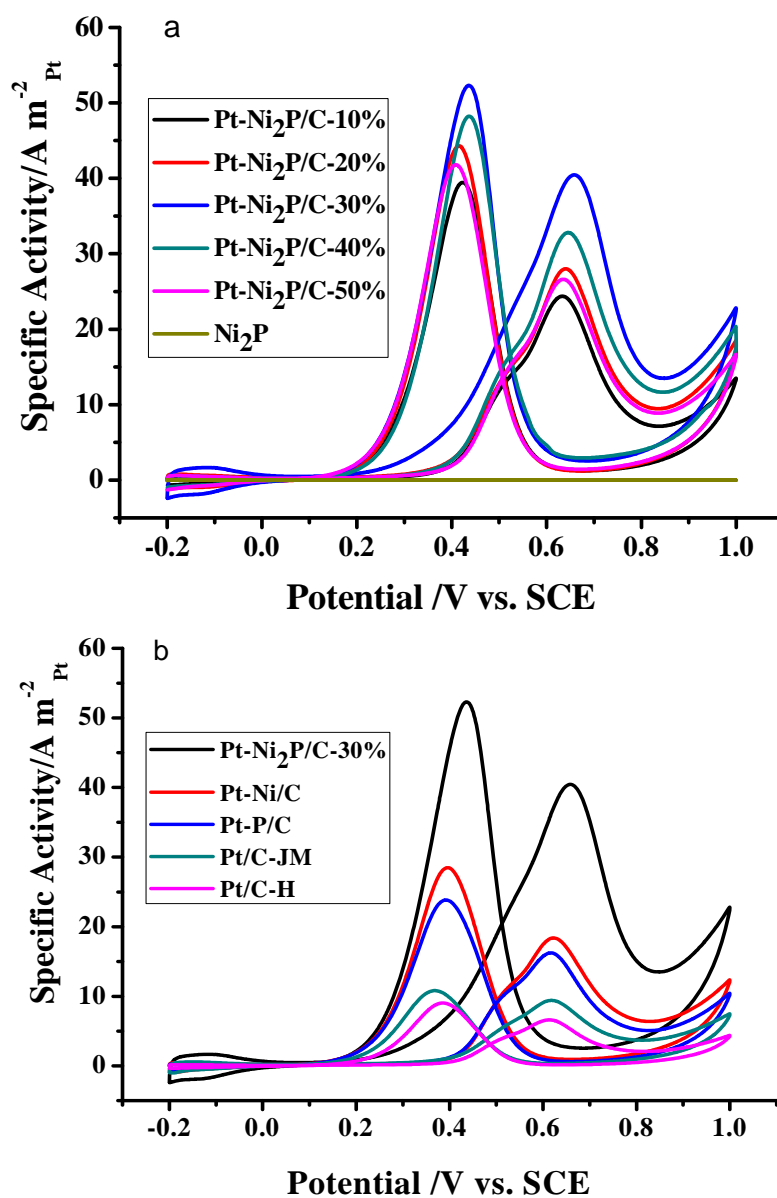 a
60
50
40
30
20
10
0
Specific Activity/A m⁻²Pt
Pt-Ni₂P/C-10%
Pt-Ni₂P/C-20%
Pt-Ni₂P/C-30%
Pt-Ni₂P/C-40%
Pt-Ni₂P/C-50%
Ni₂P
-0.2 0.0 0.2 0.4 0.6 0.8 1.0
Potential /V vs. SCE
b
60
50
40
30
20
10
0
Specific Activity/A m⁻²Pt
Pt-Ni₂P/C-30%
Pt-Ni/C
Pt-P/C
Pt/C-JM
Pt/C-H
-0.2 0.0 0.2 0.4 0.6 0.8 1.0
Potential /V vs. SCE